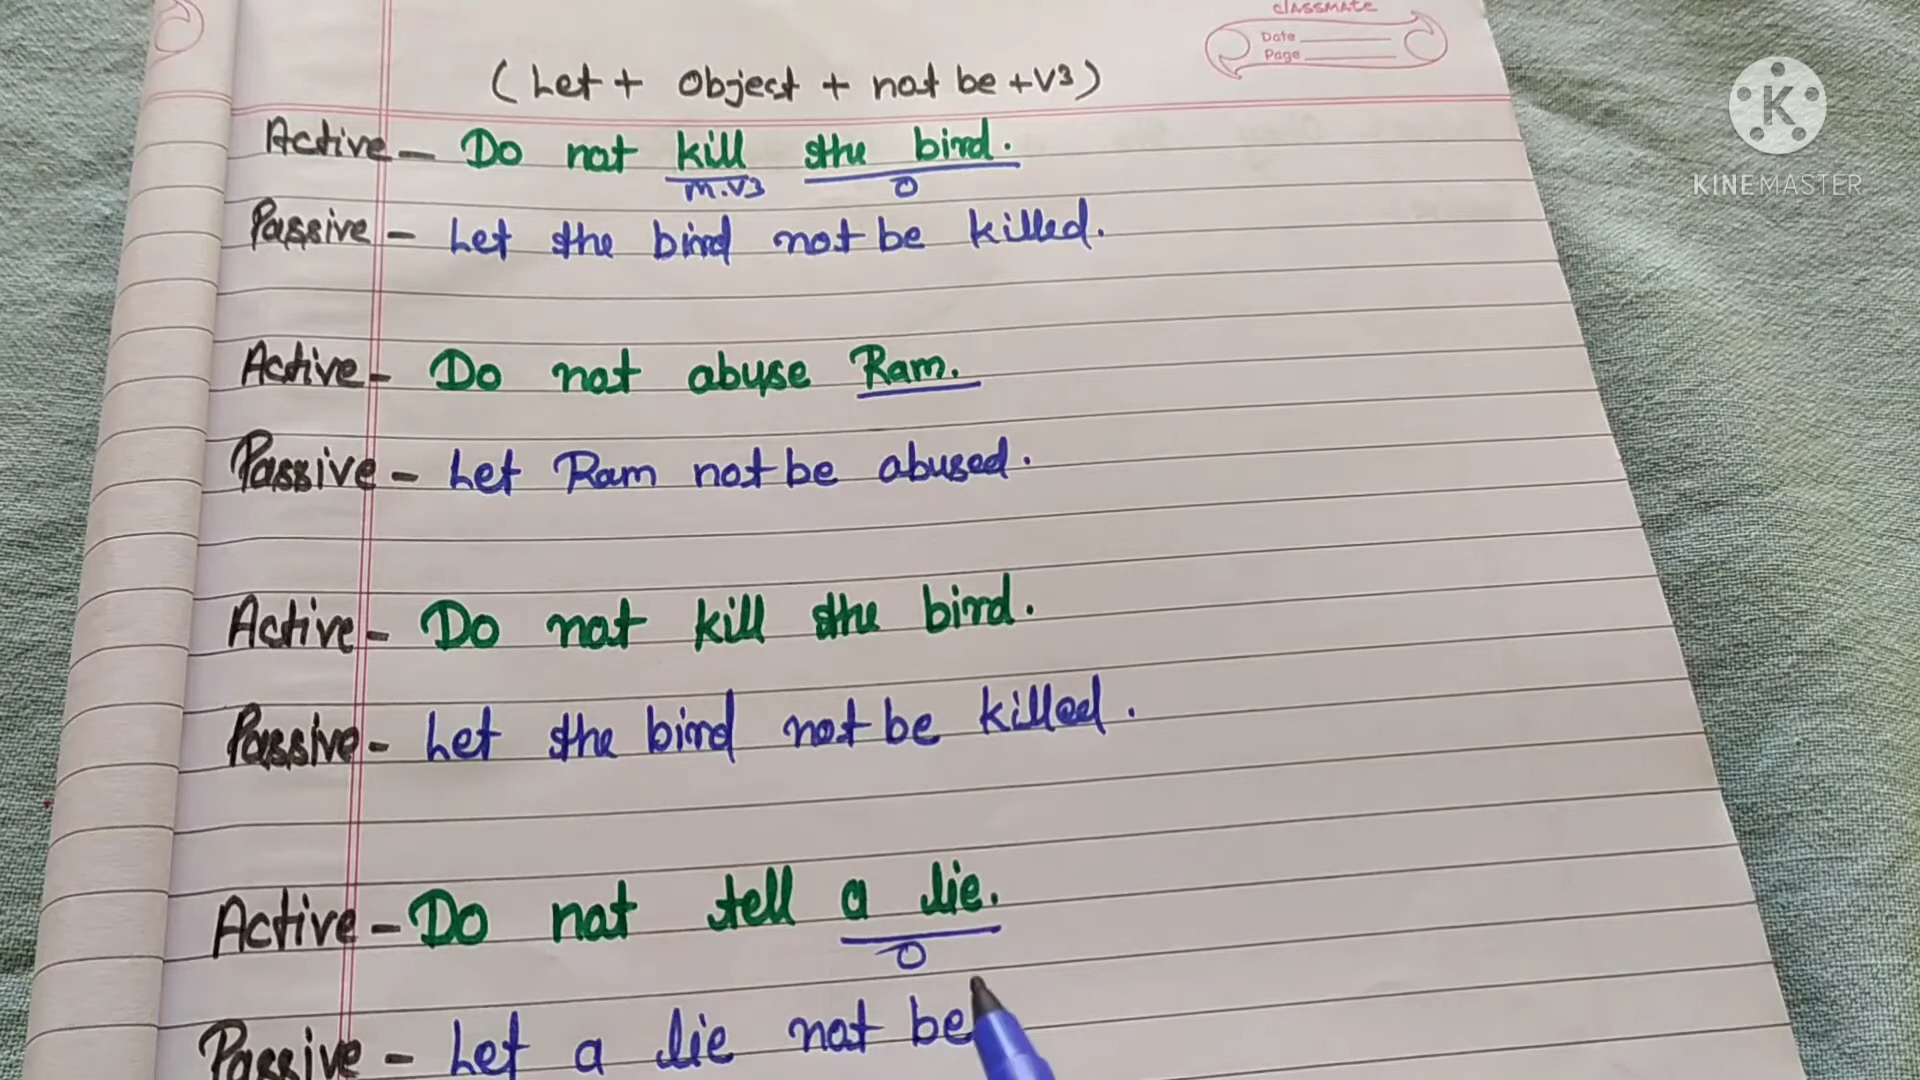 classmate
Date
Page
(Let + Object + not be + V3)
Active - Do not kill the bird.
M.V3 O
Passive - Let the bird not be killed.
Active - Do not abuse Ram.
Passive - Let Ram not be abused.
Active - Do not kill the bird.
Passive - Let the bird not be killed.
Active - Do not tell a lie.
O
Passive - Let a lie not be
K
KINEMASTER